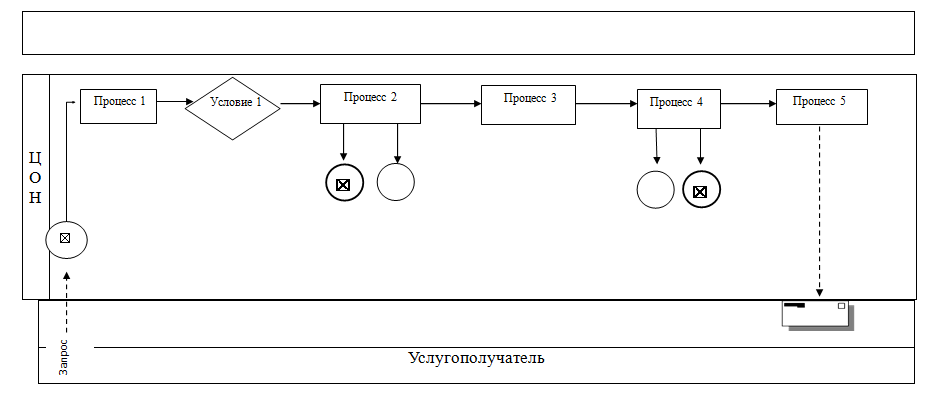 Процесс 1
Условие 1
Процесс 2
Процесс 3
Процесс 4
Процесс 5
Ц
О
Н
Запрос
Услугополучатель